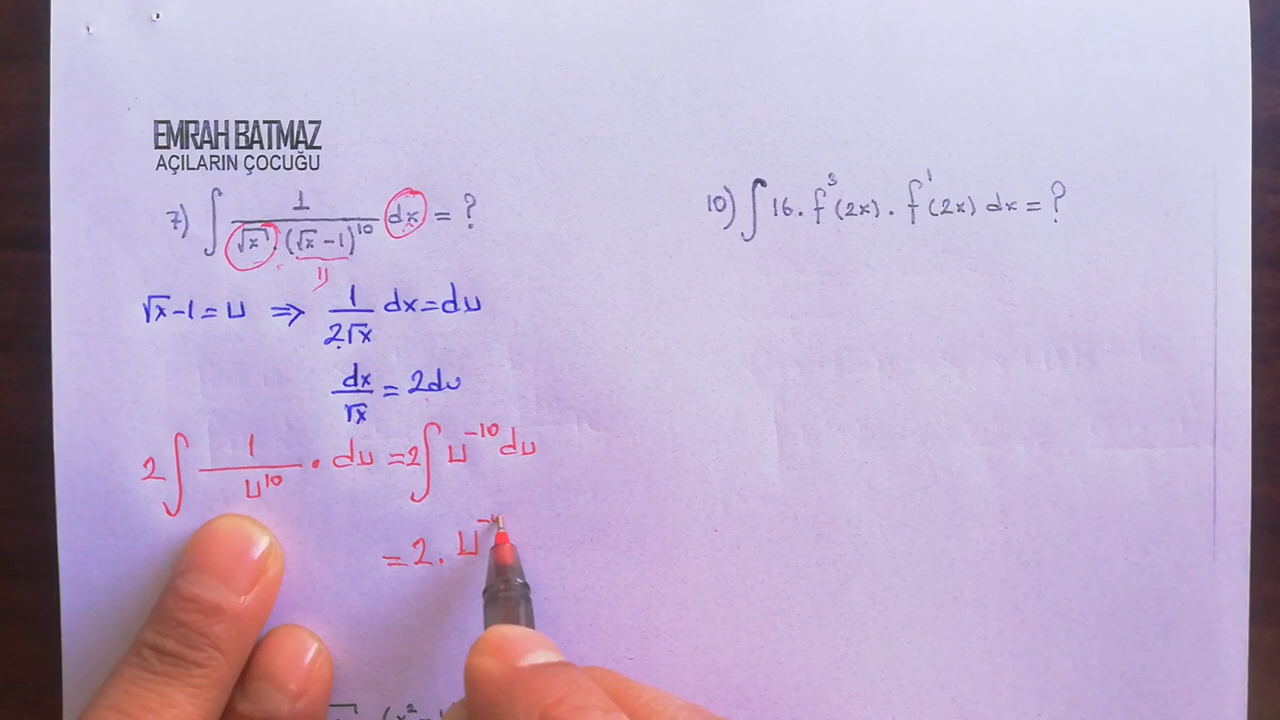 EMRAH BATMAZ
AÇILARIN ÇOCUĞU
7) ∫ 1 / (√x · (√x − 1)^10) dx = ?
u
√x − 1 = u ⇒ 1 / (2√x) dx = du
dx / √x = 2du
2 ∫ 1 / u^10 · du = 2 ∫ u^−10 du
= 2 . u^−
10) ∫ 16 . f³(2x) . f'(2x) dx = ?